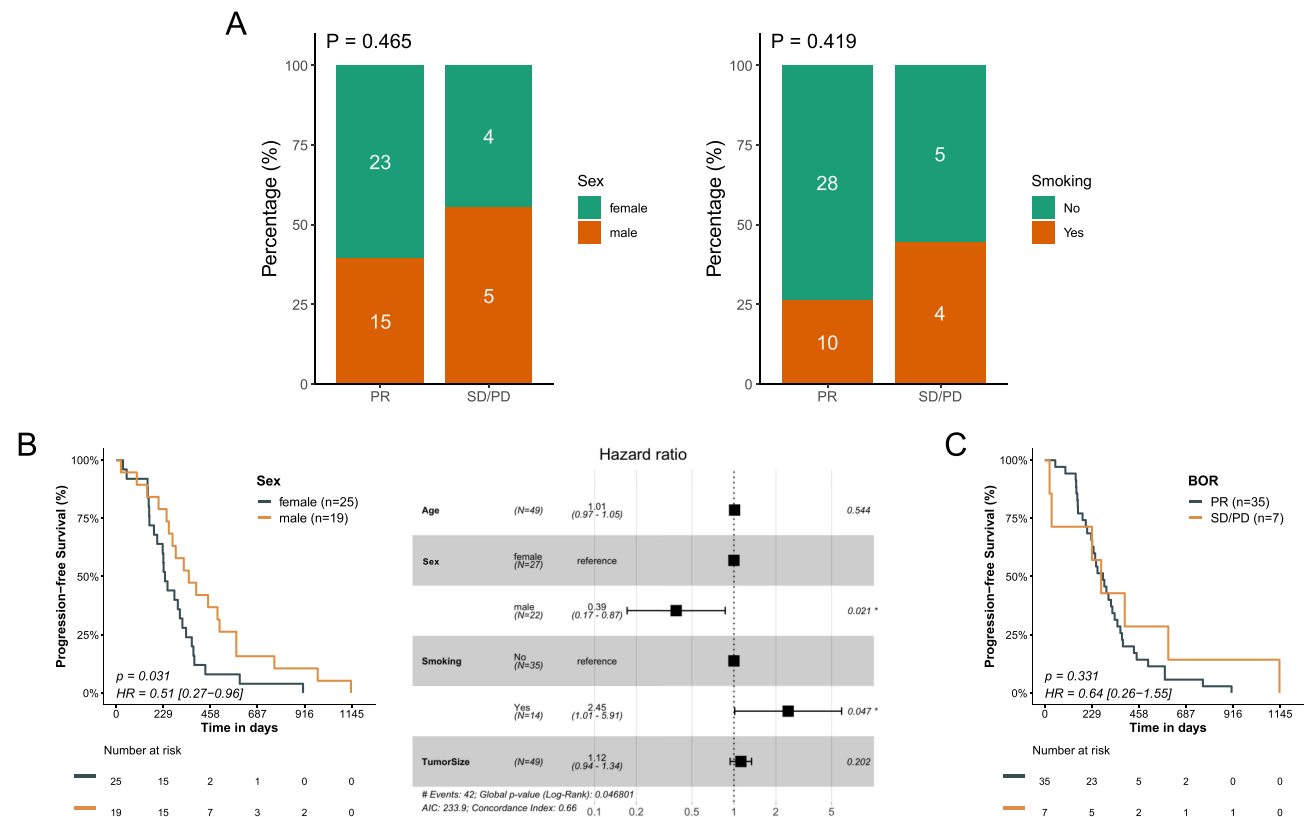 A
P = 0.465
Percentage (%)
100
75
50
25
0
23
15
4
5
PR
SD/PD
Sex
female
male
P = 0.419
Percentage (%)
100
75
50
25
0
28
10
5
4
PR
SD/PD
Smoking
No
Yes
B
Progression−free Survival (%)
100%
75%
50%
25%
0%
Sex
female (n=25)
male (n=19)
p = 0.031
HR = 0.51 [0.27−0.96]
0 229 458 687 916 1145
Time in days
Number at risk
25 15 2 1 0 0
19 15 7 3 2 0
Hazard ratio
Age (N=49) 1.01 (0.97 - 1.05) 0.544
Sex female (N=27) reference
male (N=22) 0.39 (0.17 - 0.87) 0.021 *
Smoking No (N=35) reference
Yes (N=14) 2.45 (1.01 - 5.91) 0.047 *
TumorSize (N=49) 1.12 (0.94 - 1.34) 0.202
# Events: 42; Global p-value (Log-Rank): 0.046801
AIC: 233.9; Concordance Index: 0.66
0.1 0.2 0.5 1 2 5
C
Progression−free Survival (%)
100%
75%
50%
25%
0%
BOR
PR (n=35)
SD/PD (n=7)
p = 0.331
HR = 0.64 [0.26−1.55]
0 229 458 687 916 1145
Time in days
Number at risk
35 23 5 2 0 0
7 5 2 1 1 0